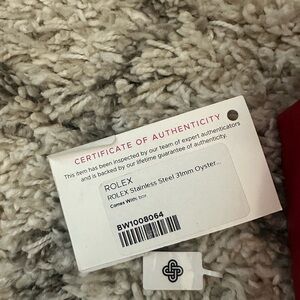 CERTIFICATE OF AUTHENTICITY
This item has been inspected by our team of expert authenticators
and is backed by our lifetime guarantee of authenticity.
ROLEX
ROLEX Stainless Steel 31mm Oyster...
Comes With: box
BW1008064